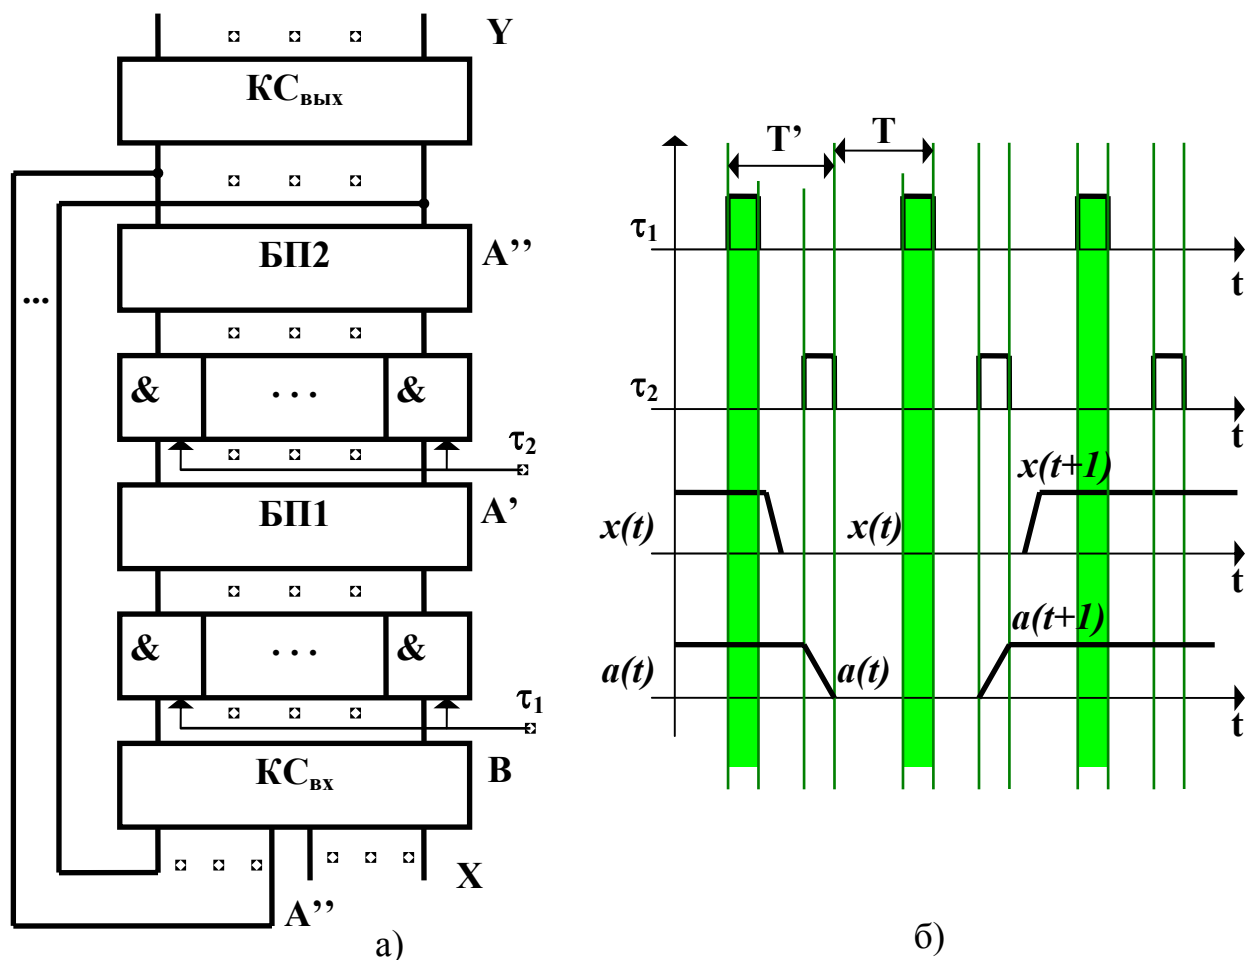 Y
КСвых
БП2
A’’
...
& . . . &
τ2
БП1
A’
& . . . &
τ1
КСвх
B
X
A’’
а)
T’ T
τ1
t
τ2
t
x(t+1)
x(t) x(t)
t
a(t+1)
a(t) a(t)
t
б)